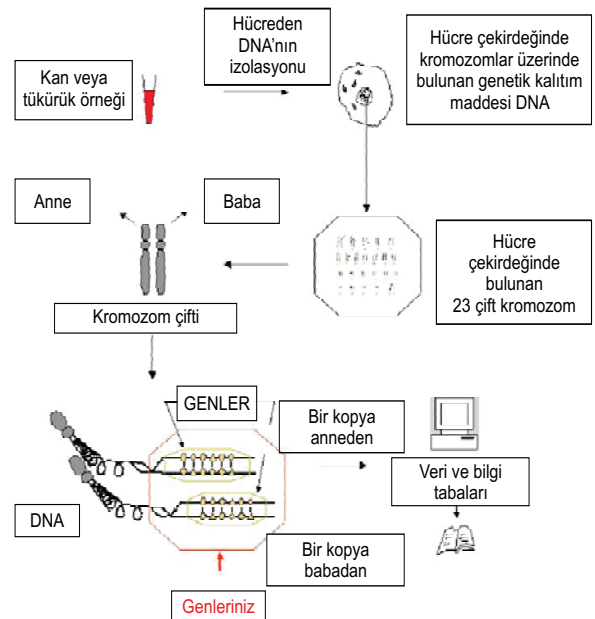 Hücreden
DNA'nın
izolasyonu
Kan veya
tükürük örneği
Hücre çekirdeğinde
kromozomlar üzerinde
bulunan genetik kalıtım
maddesi DNA
Anne
Baba
Kromozom çifti
Hücre
çekirdeğinde
bulunan
23 çift kromozom
GENLER
Bir kopya
anneden
Veri ve bilgi
tabaları
DNA
Bir kopya
babadan
Genleriniz